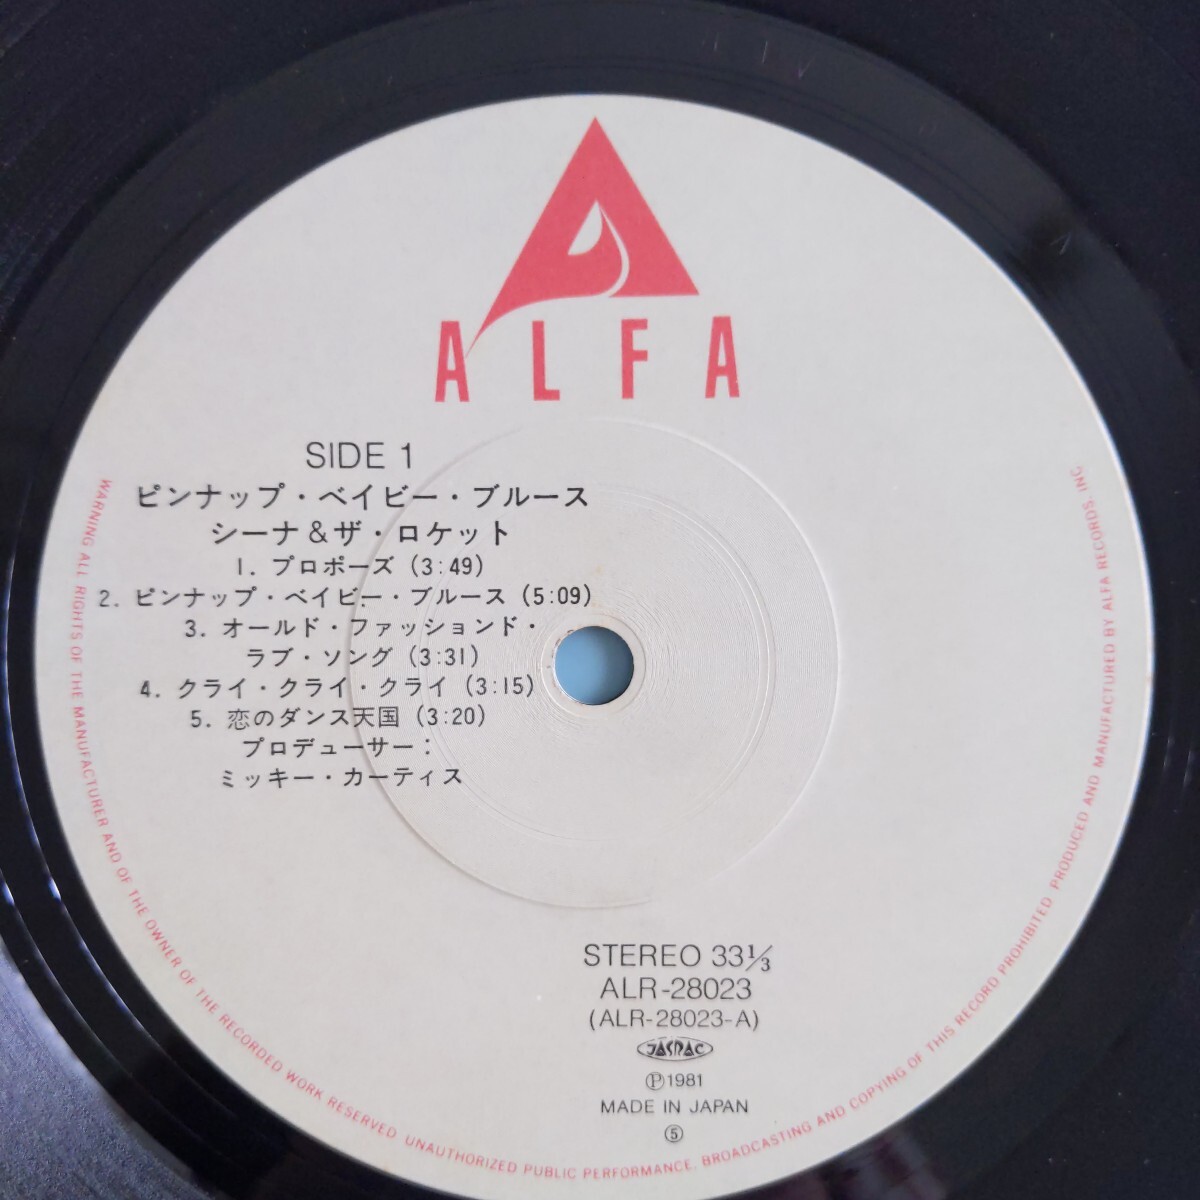 ALFA
SIDE 1
ピンナップ・ベイビー・ブルース
シーナ&ザ・ロケット
1. プロポーズ (3:49)
2. ピンナップ・ベイビー・ブルース (5:09)
3. オールド・ファッションド・
ラブ・ソング (3:31)
4. クライ・クライ・クライ (3:15)
5. 恋のダンス天国 (3:20)
プロデューサー:
ミッキー・カーティス
STEREO 33⅓
ALR-28023
(ALR-28023-A)
JASRAC
Ⓟ1981
MADE IN JAPAN
⑤
WARNING ALL RIGHTS OF THE MANUFACTURER AND OF THE OWNER OF THE RECORDED WORK RESERVED. UNAUTHORIZED PUBLIC PERFORMANCE, BROADCASTING AND COPYING OF THIS RECORD PROHIBITED. PRODUCED AND MANUFACTURED BY ALFA RECORDS, INC